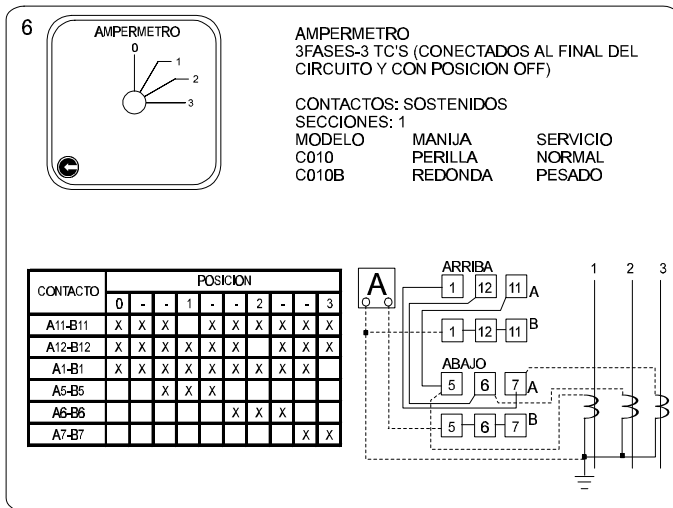 6
AMPERMETRO
0
1
2
3
AMPERMETRO
3FASES-3 TC'S (CONECTADOS AL FINAL DEL
CIRCUITO Y CON POSICION OFF)
CONTACTOS: SOSTENIDOS
SECCIONES: 1
MODELO MANIJA SERVICIO
C010 PERILLA NORMAL
C010B REDONDA PESADO
CONTACTO POSICION
0 - - 1 - - 2 - - 3
A11-B11 X X X X X X X X X
A12-B12 X X X X X X X X X
A1-B1 X X X X X X X X X
A5-B5 X X X
A6-B6 X X X
A7-B7 X X
A
ARRIBA
1 12 11 A
1 12 11 B
ABAJO
5 6 7 A
5 6 7 B
1 2 3